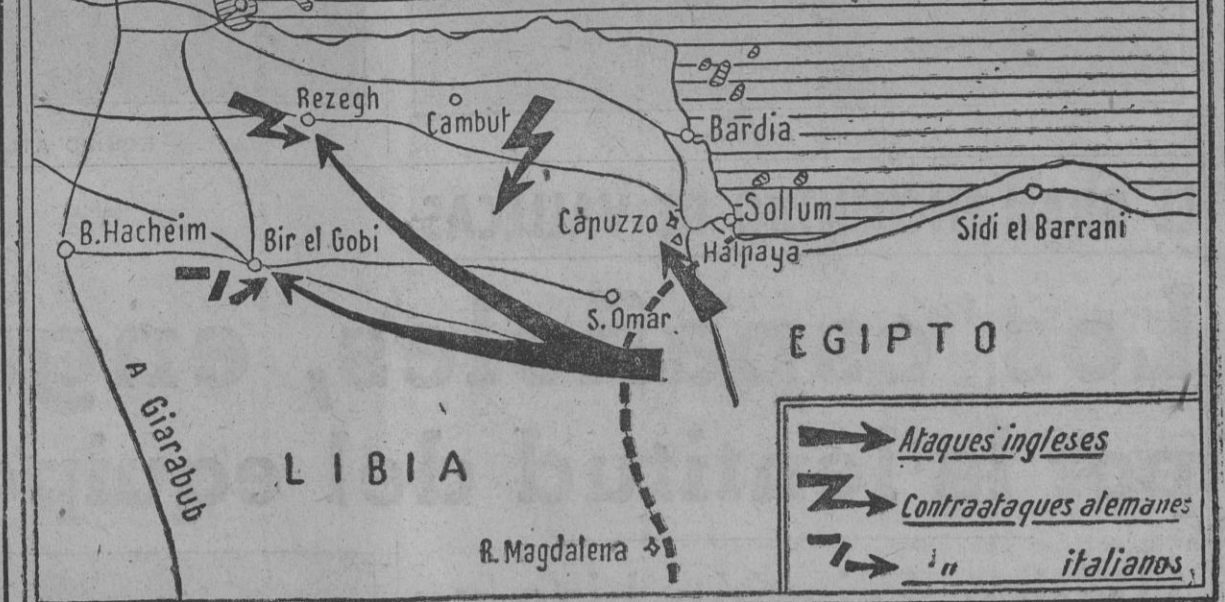 Rezegh
Cambut
Bardia
B. Hacheim
Bir el Gobi
Capuzzo
Sollum
Halfaya
Sidi el Barrani
S. Omar
EGIPTO
A Giarabub
LIBIA
R. Magdalena
Ataques ingleses
Contraataques alemanes
" italianos